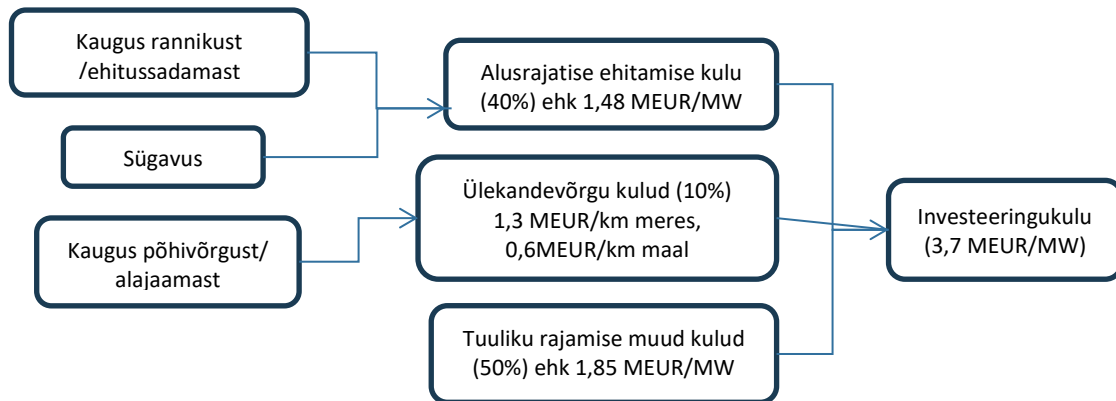 Kaugus rannikust
/ehitussadamast
Sügavus
Kaugus põhivõrgust/
alajaamast
Alusrajatise ehitamise kulu
(40%) ehk 1,48 MEUR/MW
Ülekandevõrgu kulud (10%)
1,3 MEUR/km meres,
0,6MEUR/km maal
Tuuliku rajamise muud kulud
(50%) ehk 1,85 MEUR/MW
Investeeringukulu
(3,7 MEUR/MW)